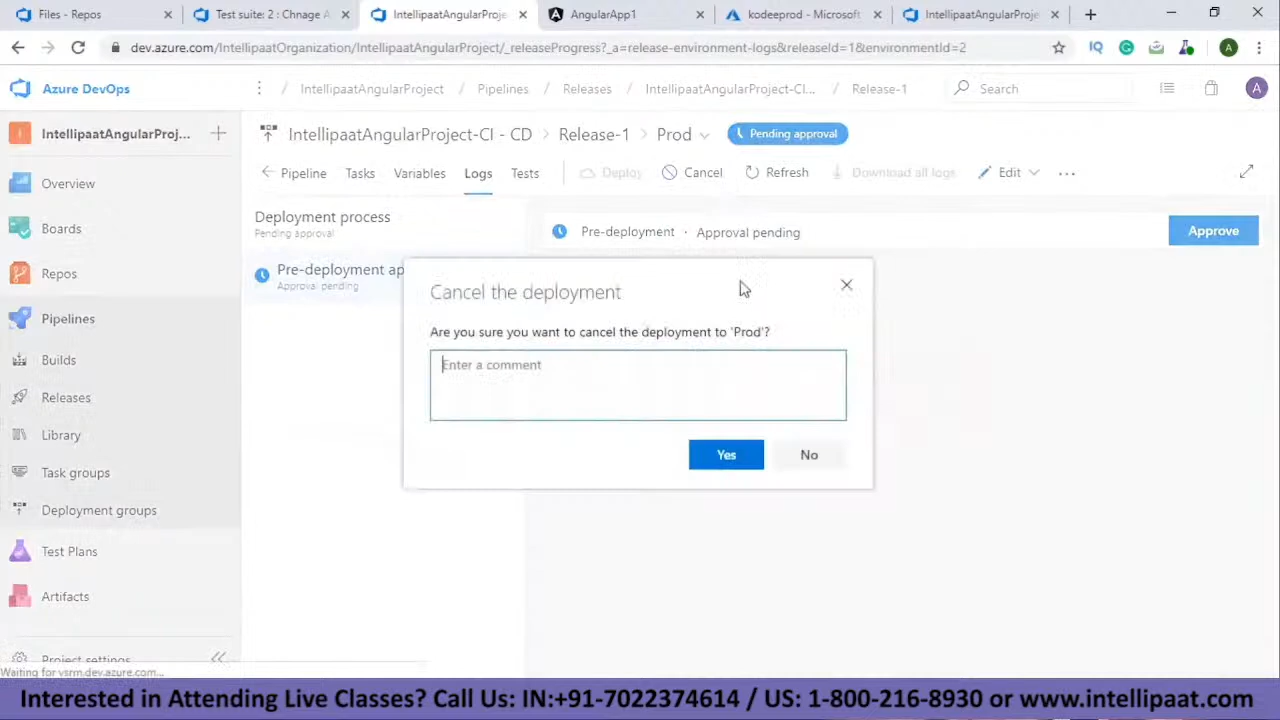 Files - Repos
Test suite: 2 : Chnage A
IntellipaatAngularProje
AngularApp1
kodeeprod - Microsoft
IntellipaatAngularProje
dev.azure.com/IntellipaatOrganization/IntellipaatAngularProject/_releaseProgress?_a=release-environment-logs&releaseId=1&environmentId=2
IQ
A
Azure DevOps
/ IntellipaatAngularProject / Pipelines / Releases / IntellipaatAngularProject-CI... / Release-1
Search
A
I
IntellipaatAngularProj...
IntellipaatAngularProject-CI - CD > Release-1 > Prod
Pending approval
Pipeline
Tasks
Variables
Logs
Tests
Deploy
Cancel
Refresh
Download all logs
Edit
Overview
Boards
Repos
Pipelines
Builds
Releases
Library
Task groups
Deployment groups
Test Plans
Artifacts
Project settings
Deployment process
Pending approval
Pre-deployment ap
Approval pending
Pre-deployment · Approval pending
Approve
Cancel the deployment
Are you sure you want to cancel the deployment to 'Prod'?
Enter a comment
Yes
No
Waiting for vsrm.dev.azure.com...
Interested in Attending Live Classes? Call Us: IN:+91-7022374614 / US: 1-800-216-8930 or www.intellipaat.com